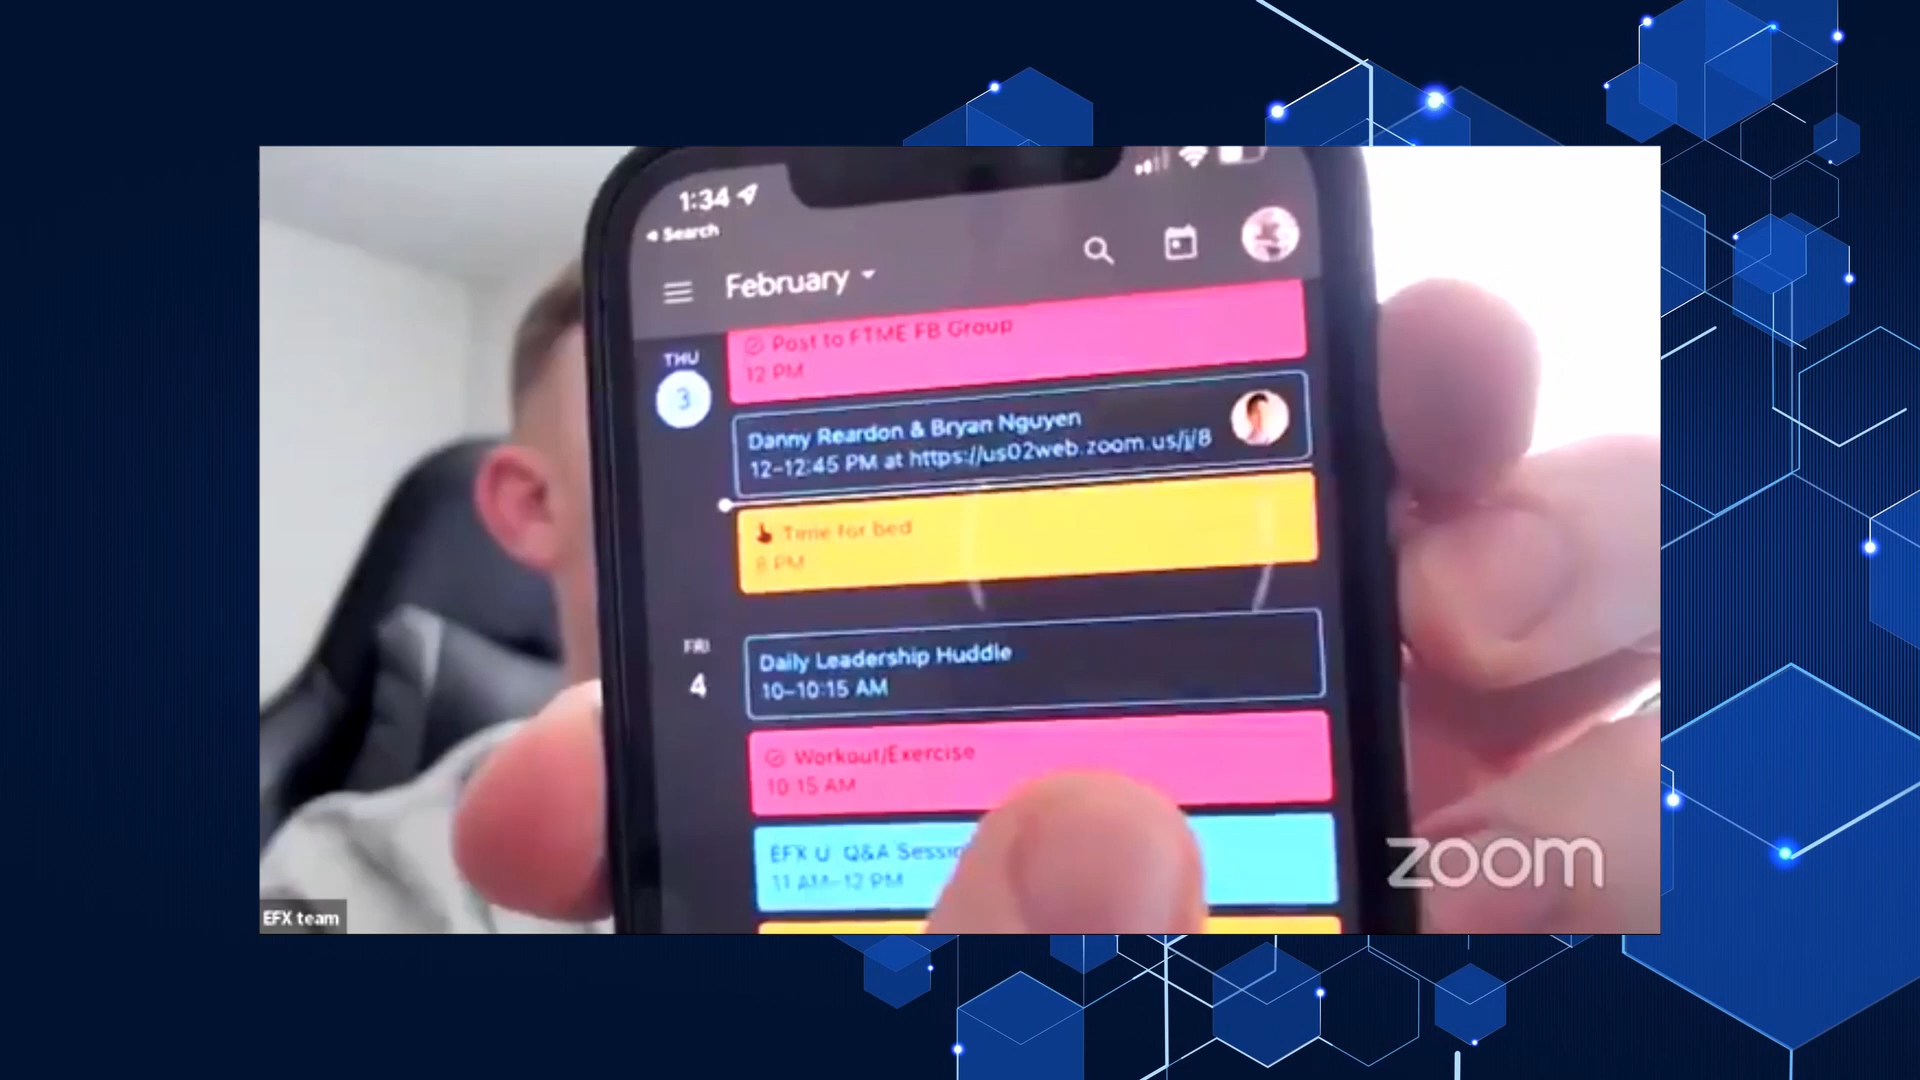 1:34
Search
February
Post to FTME FB Group
12 PM
THU
3
Danny Reardon & Bryan Nguyen
12–12:45 PM at https://us02web.zoom.us/j/8
Time for bed
8 PM
FRI
4
Daily Leadership Huddle
10–10:15 AM
Workout/Exercise
10:15 AM
EFX U Q&A
11 AM–12 PM
zoom
EFX team